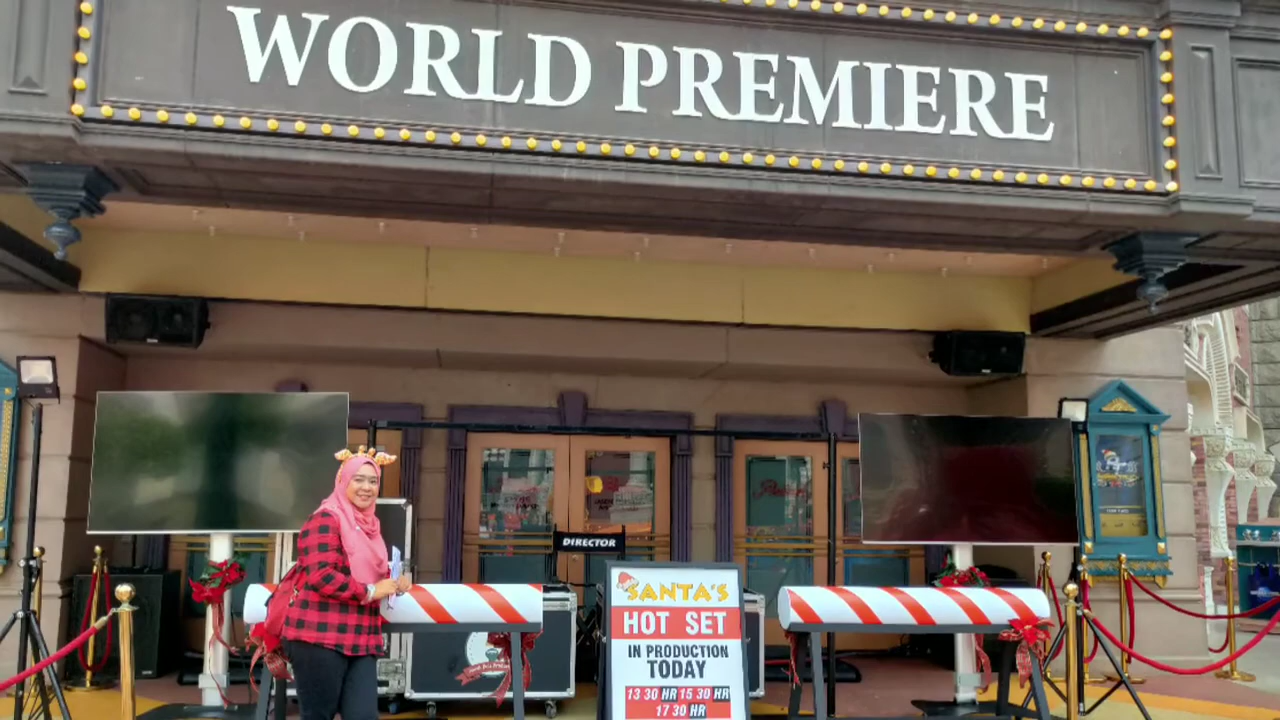 WORLD PREMIERE
DIRECTOR
SANTA'S
HOT SET
IN PRODUCTION
TODAY
13 30 HR 15 30 HR
17 30 HR